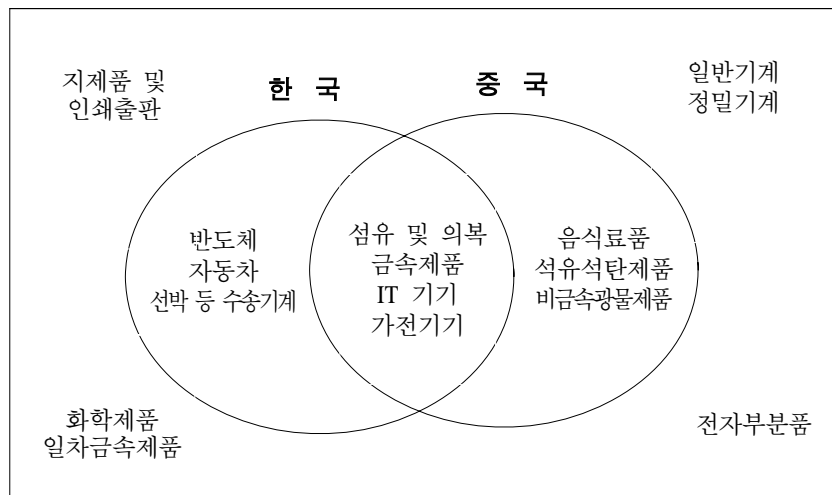 지제품 및
인쇄출판
한 국
중 국
일반기계
정밀기계
반도체
자동차
선박 등 수송기계
섬유 및 의복
금속제품
IT 기기
가전기기
음식료품
석유석탄제품
비금속광물제품
화학제품
일차금속제품
전자부분품